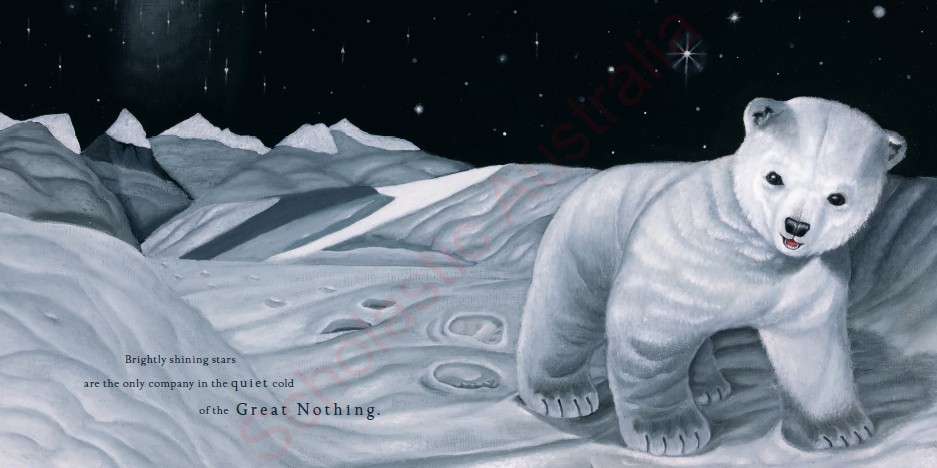 Brightly shining stars
are the only company in the quiet cold
of the Great Nothing.
Scholastic Australia